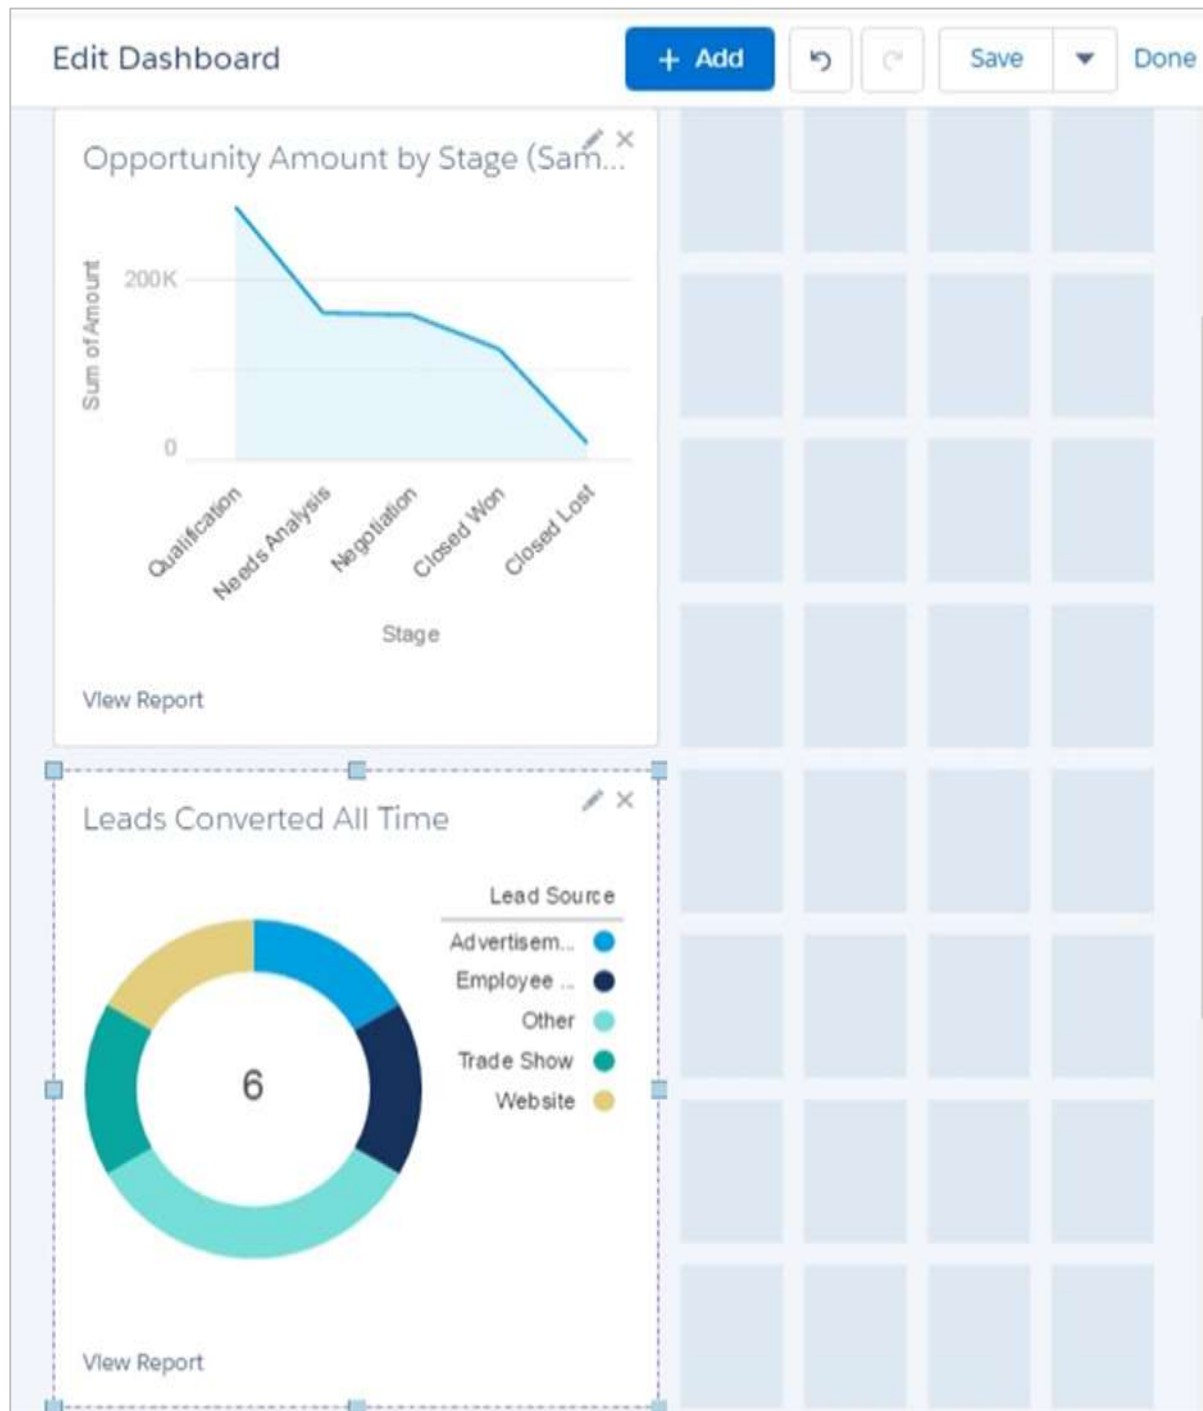 Edit Dashboard
+ Add
Save
Done
Opportunity Amount by Stage (Sam...
Sum of Amount
200K
0
Qualification
Needs Analysis
Negotiation
Closed Won
Closed Lost
Stage
View Report
Leads Converted All Time
Lead Source
Advertisem...
Employee ...
Other
Trade Show
Website
6
View Report